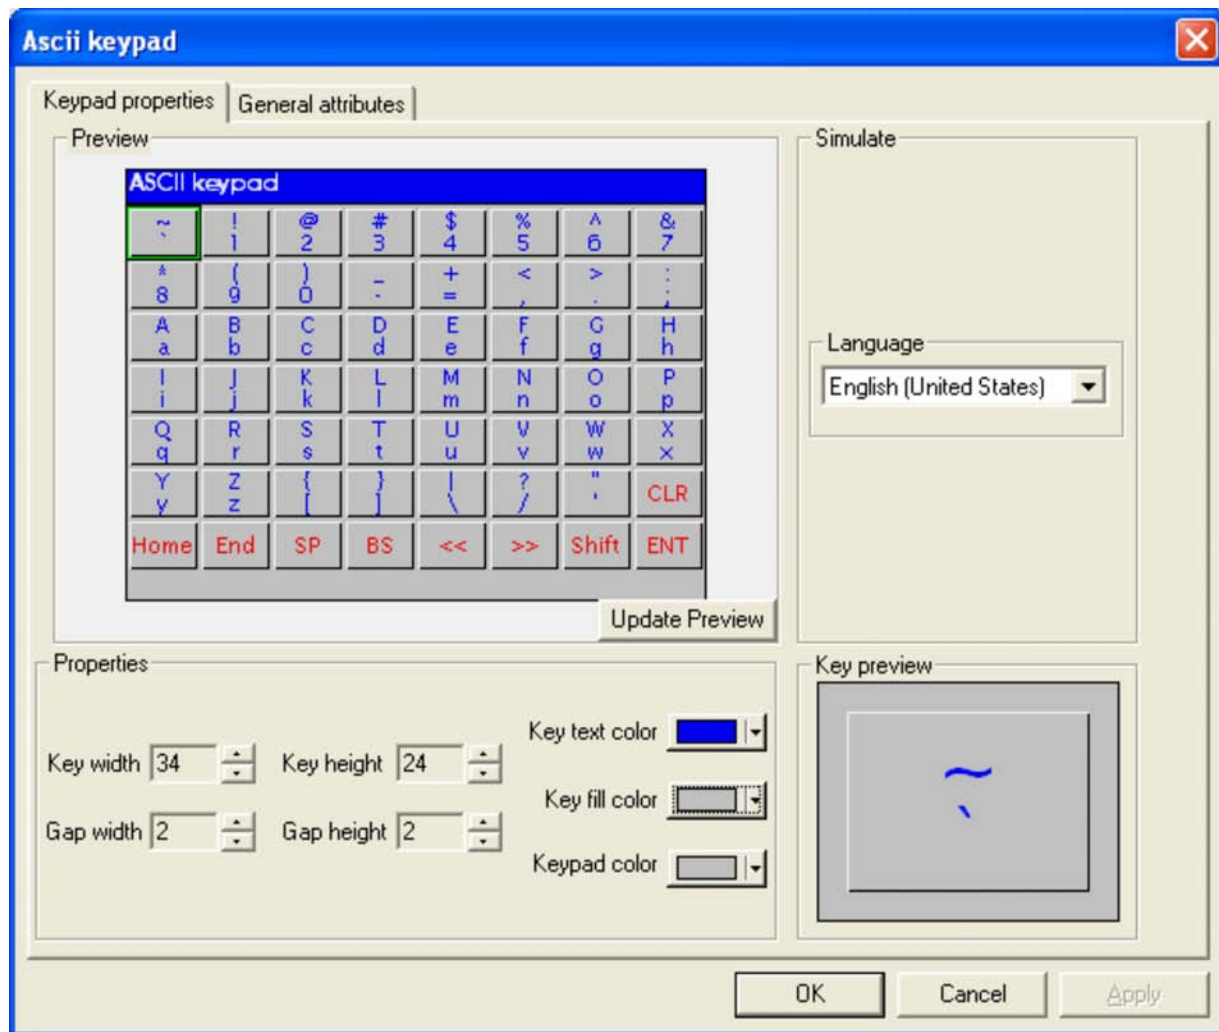 Ascii keypad
Keypad properties General attributes
Preview
ASCII keypad
~ ! @ # $ % ^ &
` 1 2 3 4 5 6 7
* ( ) _ + < > :
8 9 0 - = , . ;
A B C D E F G H
a b c d e f g h
I J K L M N O P
i j k l m n o p
Q R S T U V W X
q r s t u v w x
Y Z { } | ? "
y z [ ] \ / ' CLR
Home End SP BS << >> Shift ENT
Update Preview
Simulate
Language
English (United States)
Properties
Key width 34 Key height 24
Gap width 2 Gap height 2
Key text color
Key fill color
Keypad color
Key preview
~
`
OK Cancel Apply